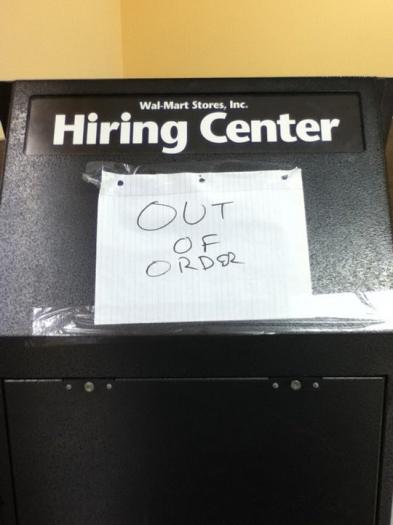 Wal-Mart Stores, Inc.
Hiring Center
OUT
OF
ORDER